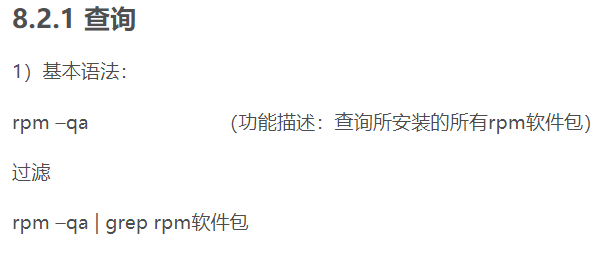 8.2.1 查询
1）基本语法：
rpm –qa （功能描述：查询所安装的所有rpm软件包）
过滤
rpm –qa | grep rpm软件包